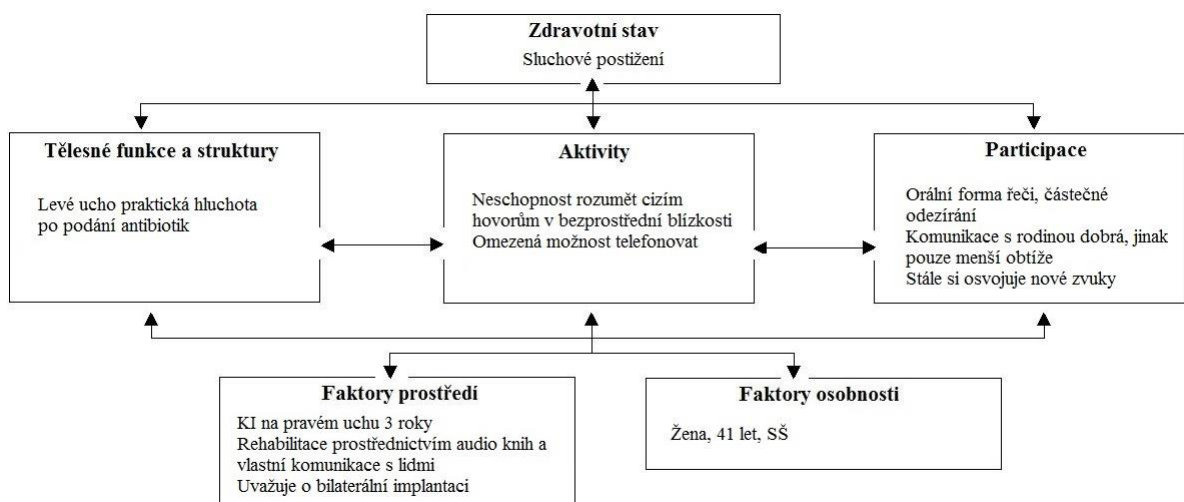 Zdravotní stav
Sluchové postižení
Tělesné funkce a struktury
Levé ucho praktická hluchota
po podání antibiotik
Aktivity
Neschopnost rozumět cizím
hovorům v bezprostřední blízkosti
Omezená možnost telefonovat
Participace
Orální forma řeči, částečné
odezírání
Komunikace s rodinou dobrá, jinak
pouze menší obtíže
Stále si osvojuje nové zvuky
Faktory prostředí
KI na pravém uchu 3 roky
Rehabilitace prostřednictvím audio knih a
vlastní komunikace s lidmi
Uvažuje o bilaterální implantaci
Faktory osobnosti
Žena, 41 let, SŠ